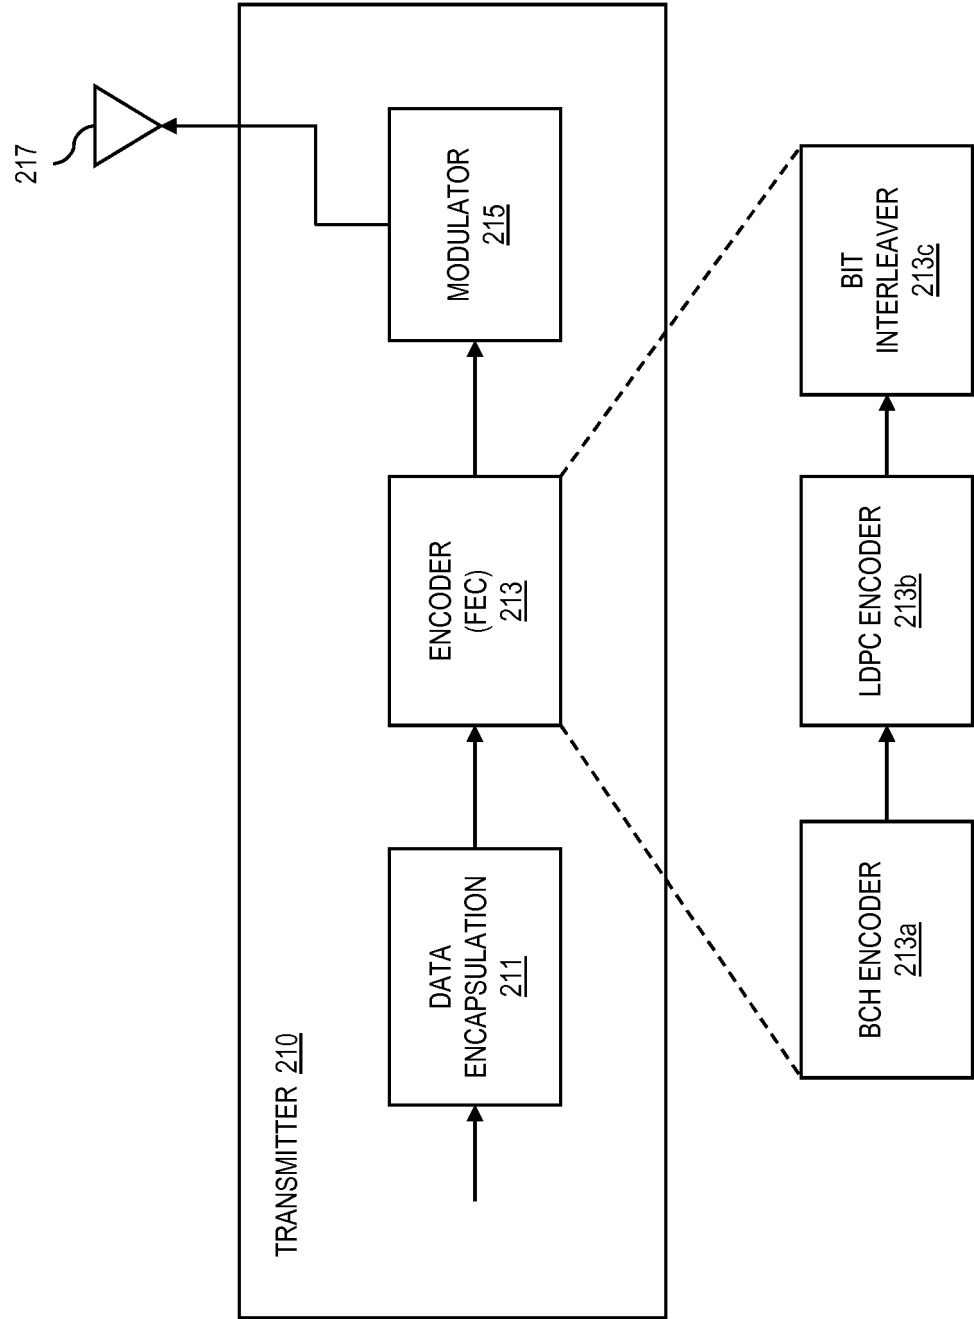 217
TRANSMITTER 210
DATA
ENCAPSULATION
211
ENCODER
(FEC)
213
MODULATOR
215
BCH ENCODER
213a
LDPC ENCODER
213b
BIT
INTERLEAVER
213c